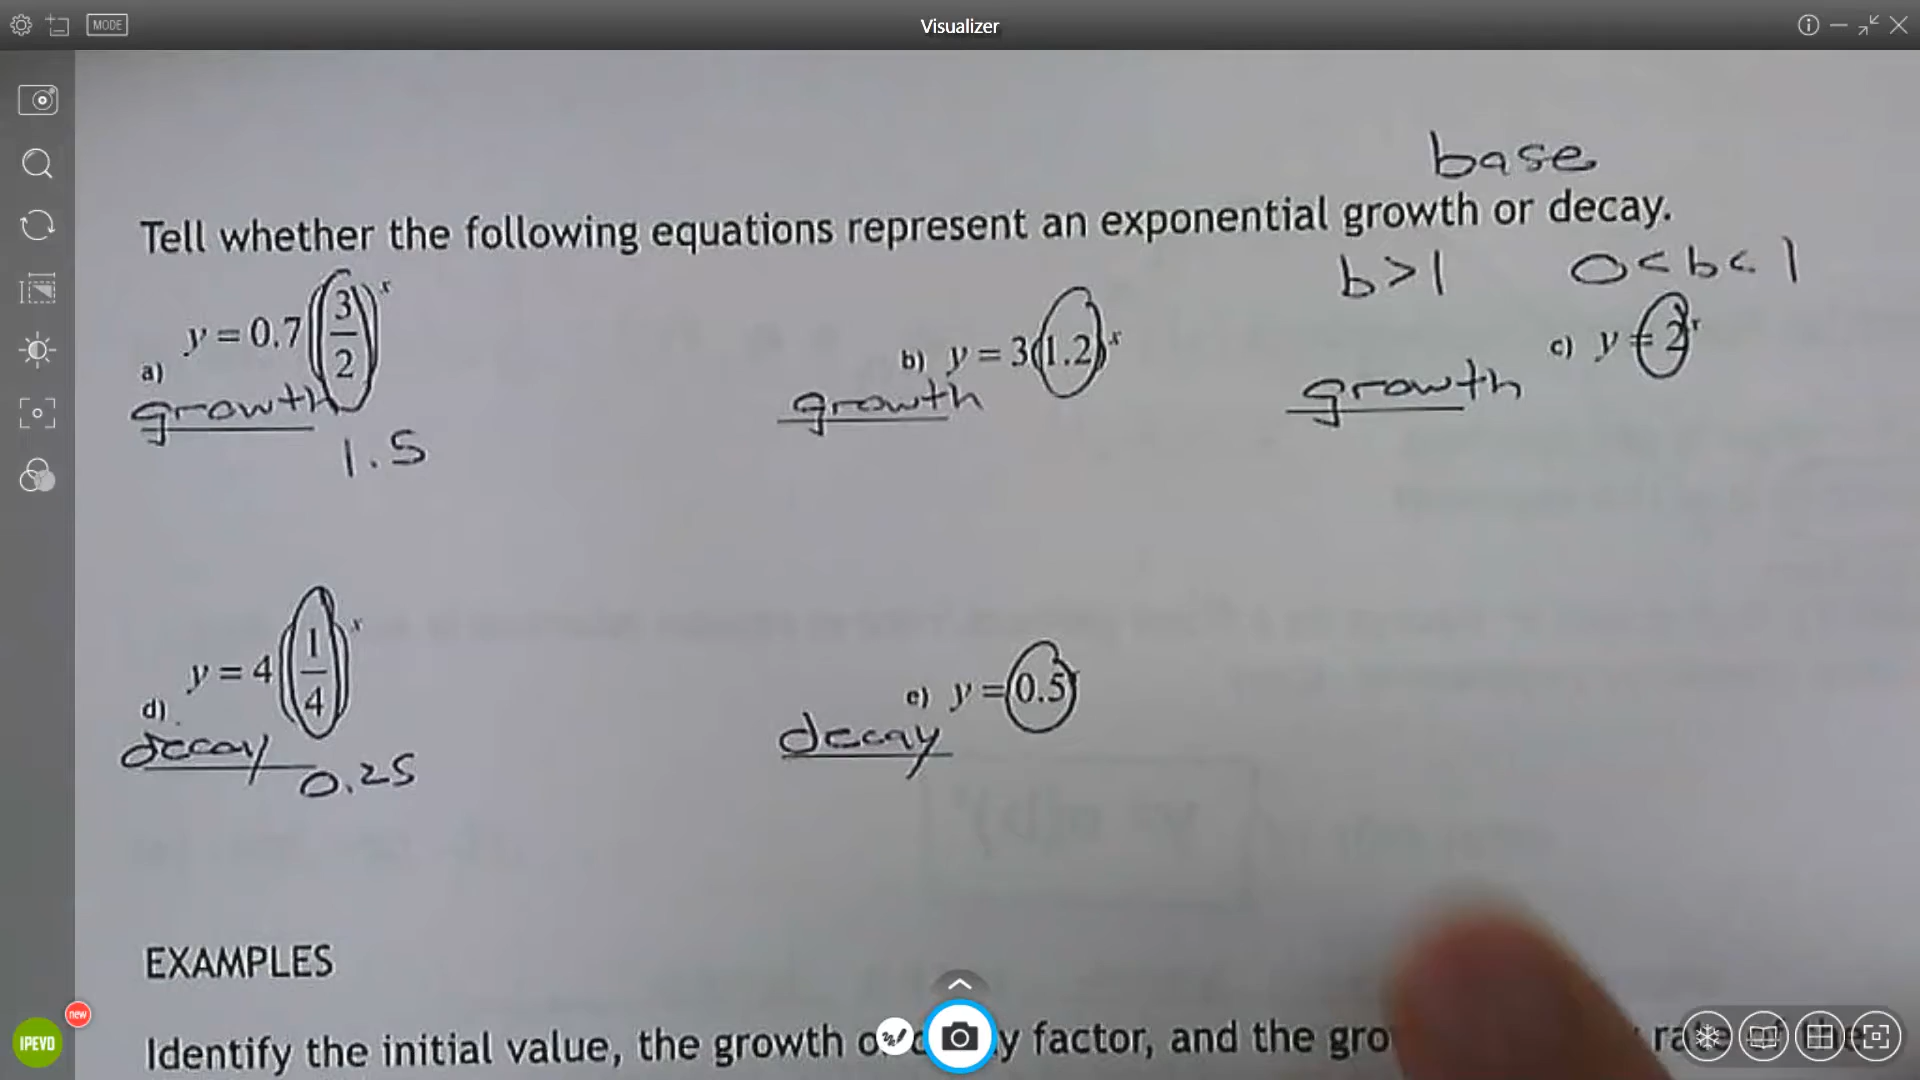 MODE
Visualizer
base
Tell whether the following equations represent an exponential growth or decay.
b > 1
0 < b < 1
a) y = 0.7(3/2)^x
growth
1.5
b) y = 3(1.2)^x
growth
c) y = 2^x
growth
d) y = 4(1/4)^x
decay
0.25
e) y = (0.5)^x
decay
EXAMPLES
Identify the initial value, the growth o y factor, and the gro ra of the
new
IPEVO